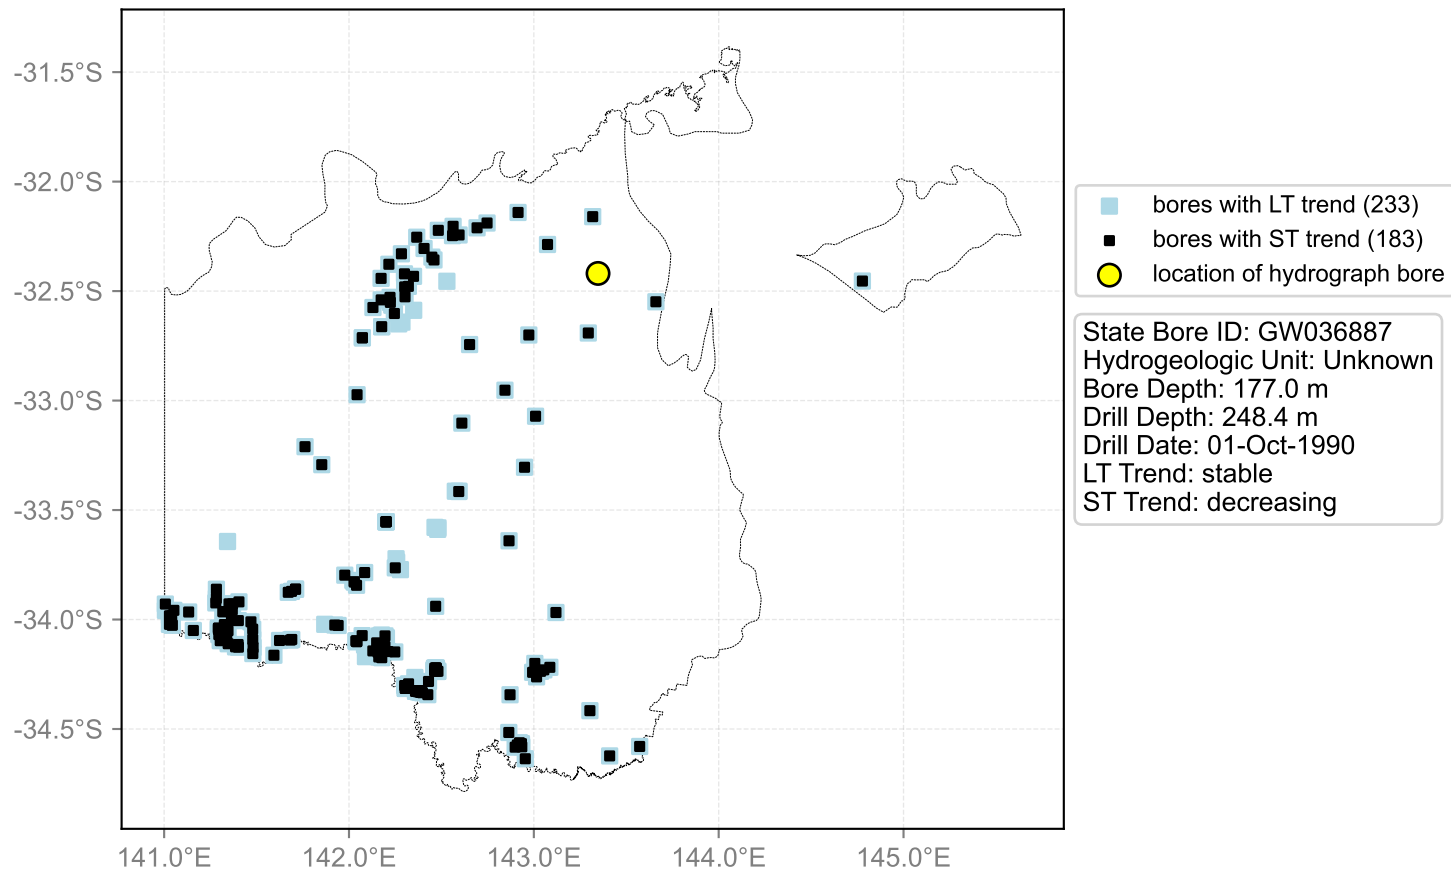 -31.5°S
-32.0°S
-32.5°S
-33.0°S
-33.5°S
-34.0°S
-34.5°S
141.0°E
142.0°E
143.0°E
144.0°E
145.0°E
bores with LT trend (233)
bores with ST trend (183)
location of hydrograph bore
State Bore ID: GW036887
Hydrogeologic Unit: Unknown
Bore Depth: 177.0 m
Drill Depth: 248.4 m
Drill Date: 01-Oct-1990
LT Trend: stable
ST Trend: decreasing